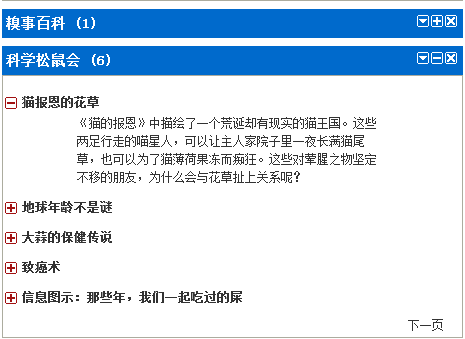 糗事百科 (1)
科学松鼠会 (6)
猫报恩的花草
《猫的报恩》中描绘了一个荒诞却有现实的猫王国。这些
两足行走的喵星人，可以让主人家院子里一夜长满猫尾
草，也可以为了猫薄荷果冻而痴狂。这些对荤腥之物坚定
不移的朋友，为什么会与花草扯上关系呢？
地球年龄不是谜
大蒜的保健传说
致癌术
信息图示：那些年，我们一起吃过的屎
下一页